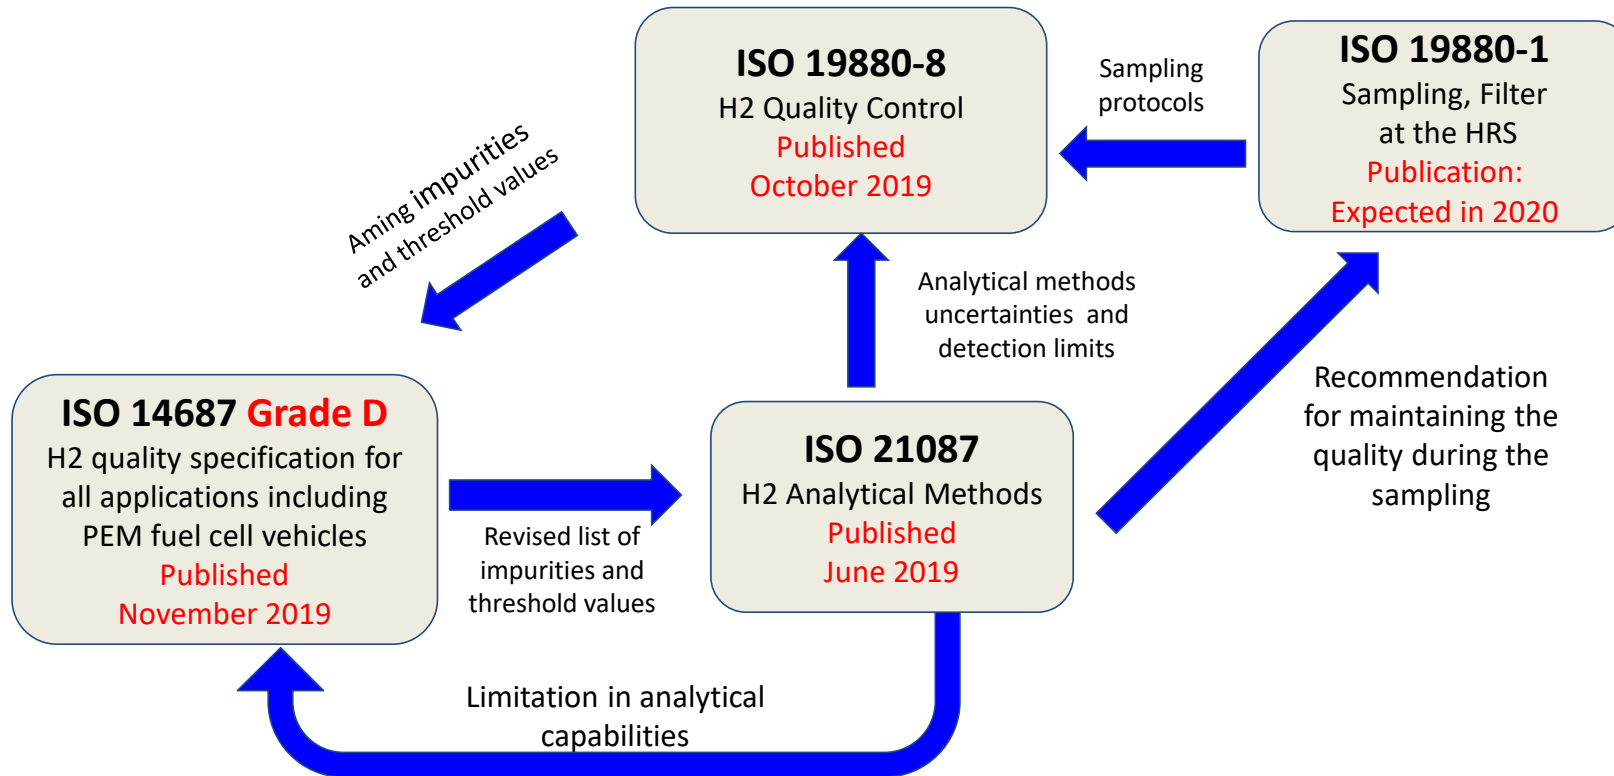 ISO 19880-8
H2 Quality Control
Published
October 2019
Sampling
protocols
ISO 19880-1
Sampling, Filter
at the HRS
Publication:
Expected in 2020
Aming impurities
and threshold values
Analytical methods
uncertainties and
detection limits
Recommendation
for maintaining the
quality during the
sampling
ISO 14687 Grade D
H2 quality specification for
all applications including
PEM fuel cell vehicles
Published
November 2019
Revised list of
impurities and
threshold values
ISO 21087
H2 Analytical Methods
Published
June 2019
Limitation in analytical
capabilities